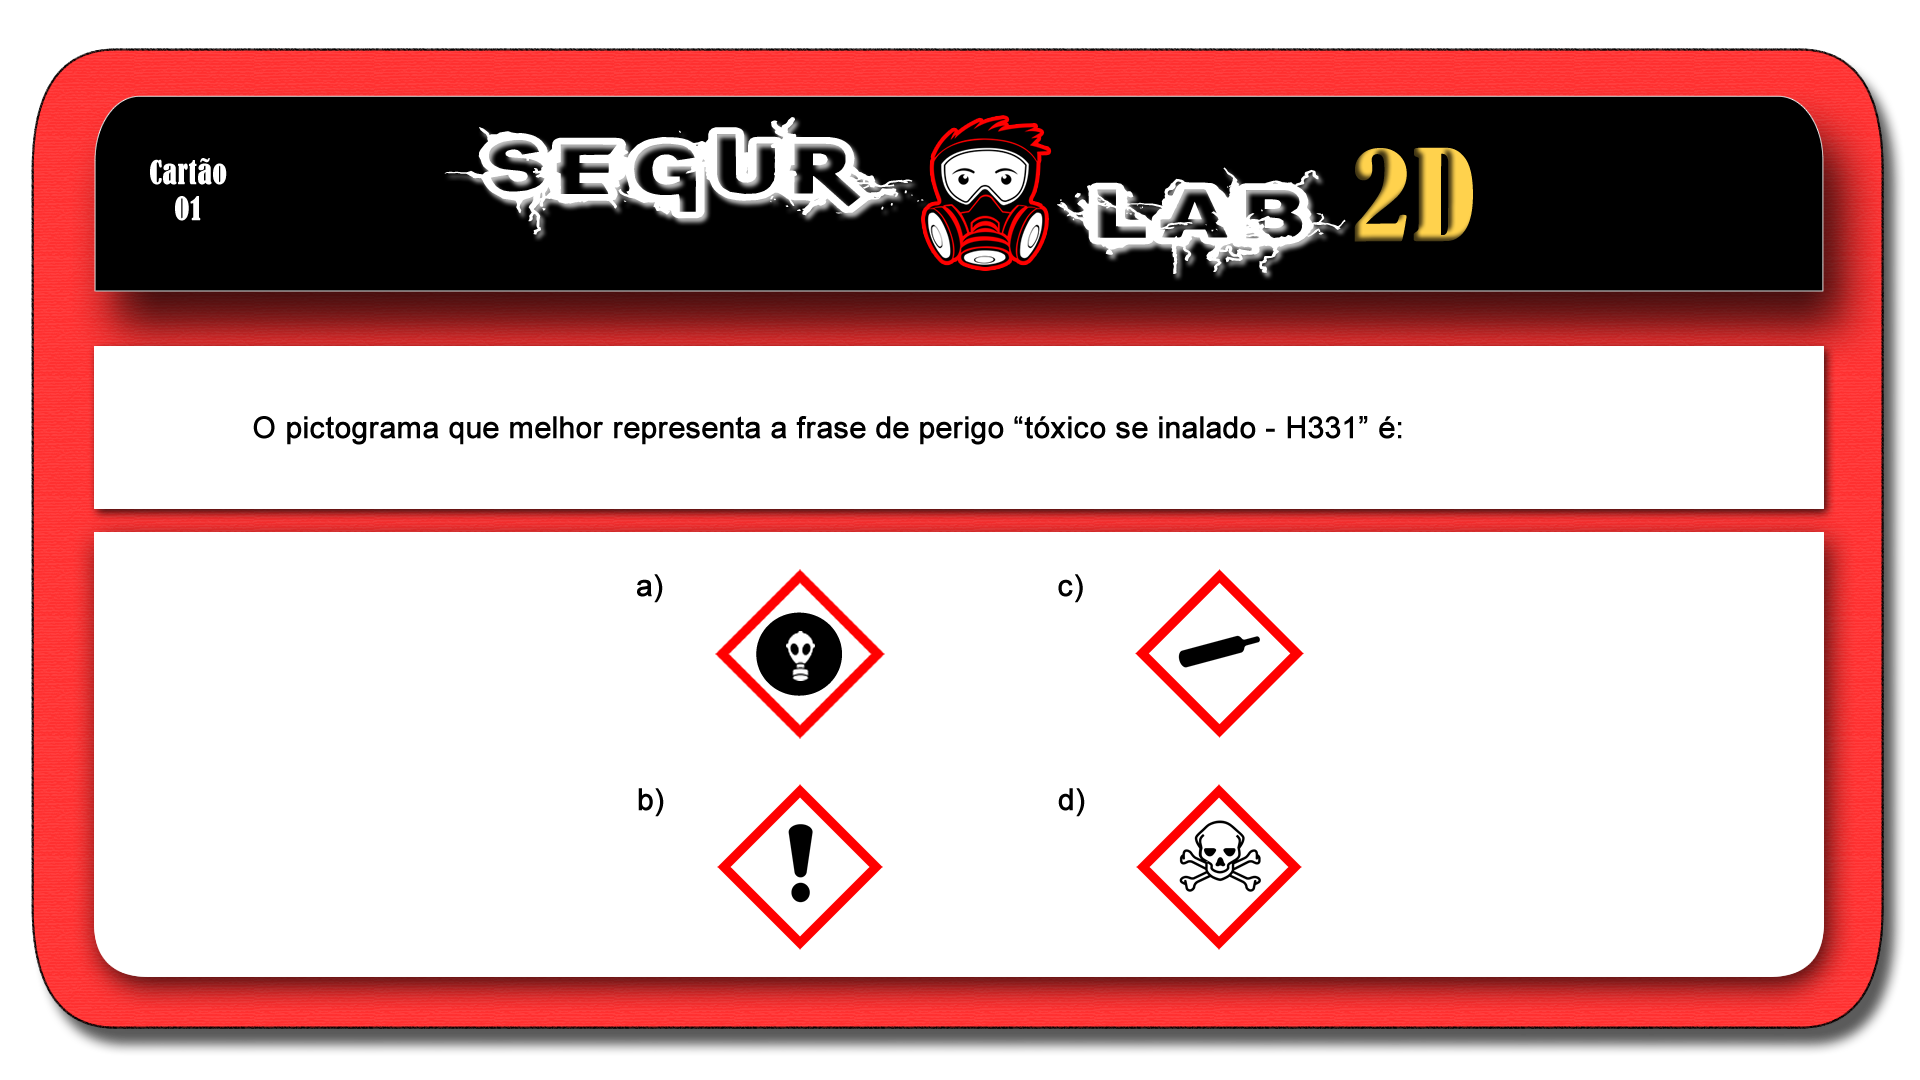 Cartão
01
SEGUR LAB 2D
O pictograma que melhor representa a frase de perigo “tóxico se inalado - H331” é:
a)
c)
b)
d)